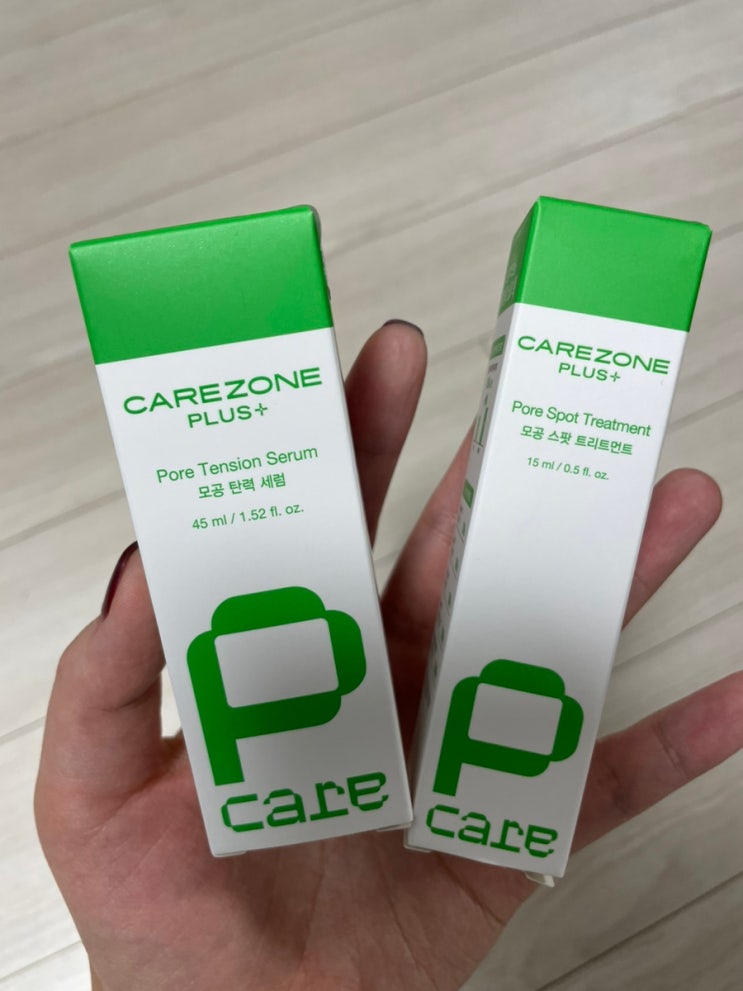 CAREZONE
PLUS+
Pore Tension Serum
모공 탄력 세럼
45 ml / 1.52 fl. oz.
P
care
CAREZONE
PLUS+
Pore Spot Treatment
모공 스팟 트리트먼트
15 ml / 0.5 fl. oz.
P
care